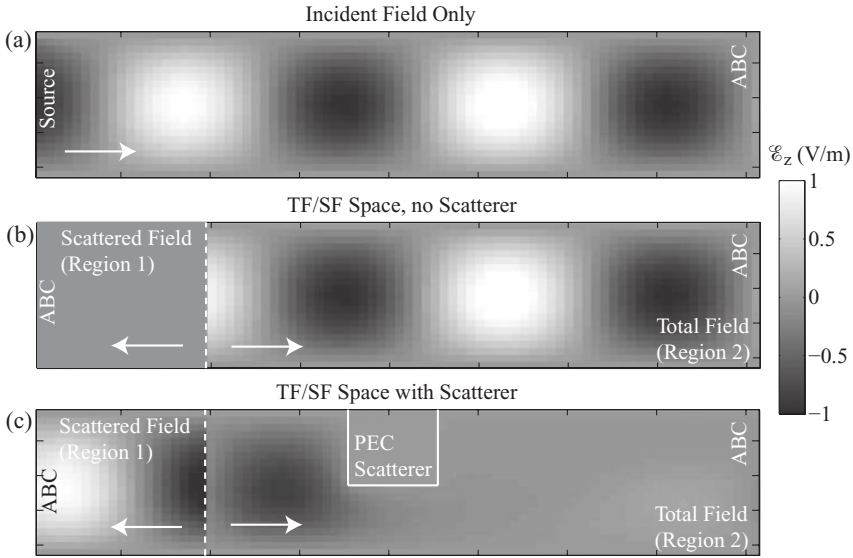 Incident Field Only
(a)
Source
ABC
ℰz (V/m)
1
0.5
0
−0.5
−1
TF/SF Space, no Scatterer
(b)
Scattered Field
(Region 1)
ABC
ABC
Total Field
(Region 2)
TF/SF Space with Scatterer
(c)
Scattered Field
(Region 1)
ABC
PEC
Scatterer
ABC
Total Field
(Region 2)